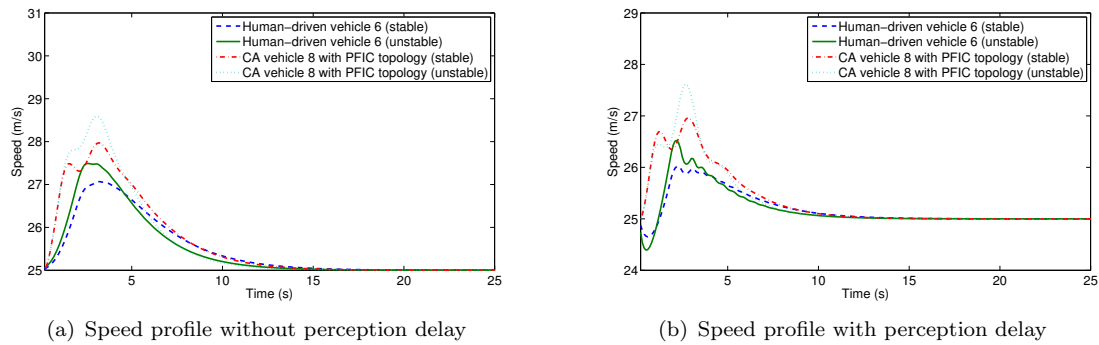 31
30
29
28
27
26
25
Speed (m/s)
5
10
15
20
25
Time (s)
Human−driven vehicle 6 (stable)
Human−driven vehicle 6 (unstable)
CA vehicle 8 with PFIC topology (stable)
CA vehicle 8 with PFIC topology (unstable)
(a) Speed profile without perception delay
29
28
27
26
25
24
Speed (m/s)
5
10
15
20
25
Time (s)
Human−driven vehicle 6 (stable)
Human−driven vehicle 6 (unstable)
CA vehicle 8 with PFIC topology (stable)
CA vehicle 8 with PFIC topology (unstable)
(b) Speed profile with perception delay